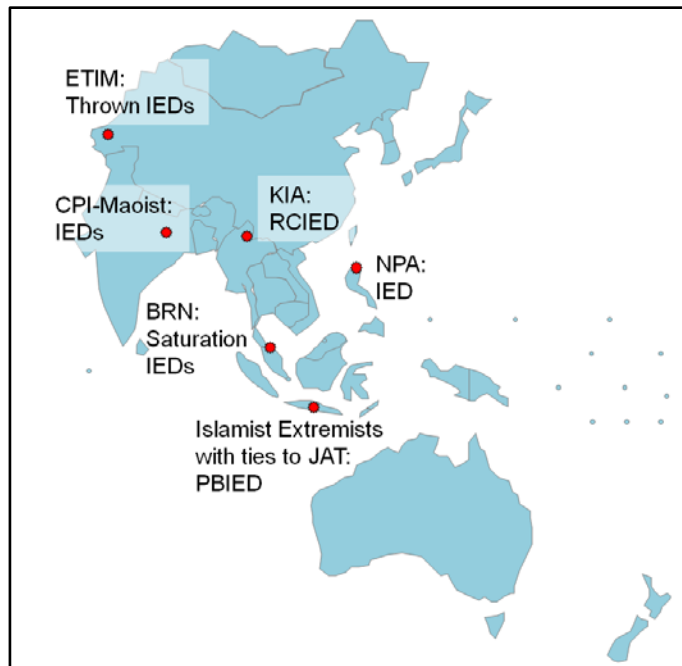 ETIM:
Thrown IEDs
CPI-Maoist:
IEDs
KIA:
RCIED
NPA:
IED
BRN:
Saturation
IEDs
Islamist Extremists
with ties to JAT:
PBIED